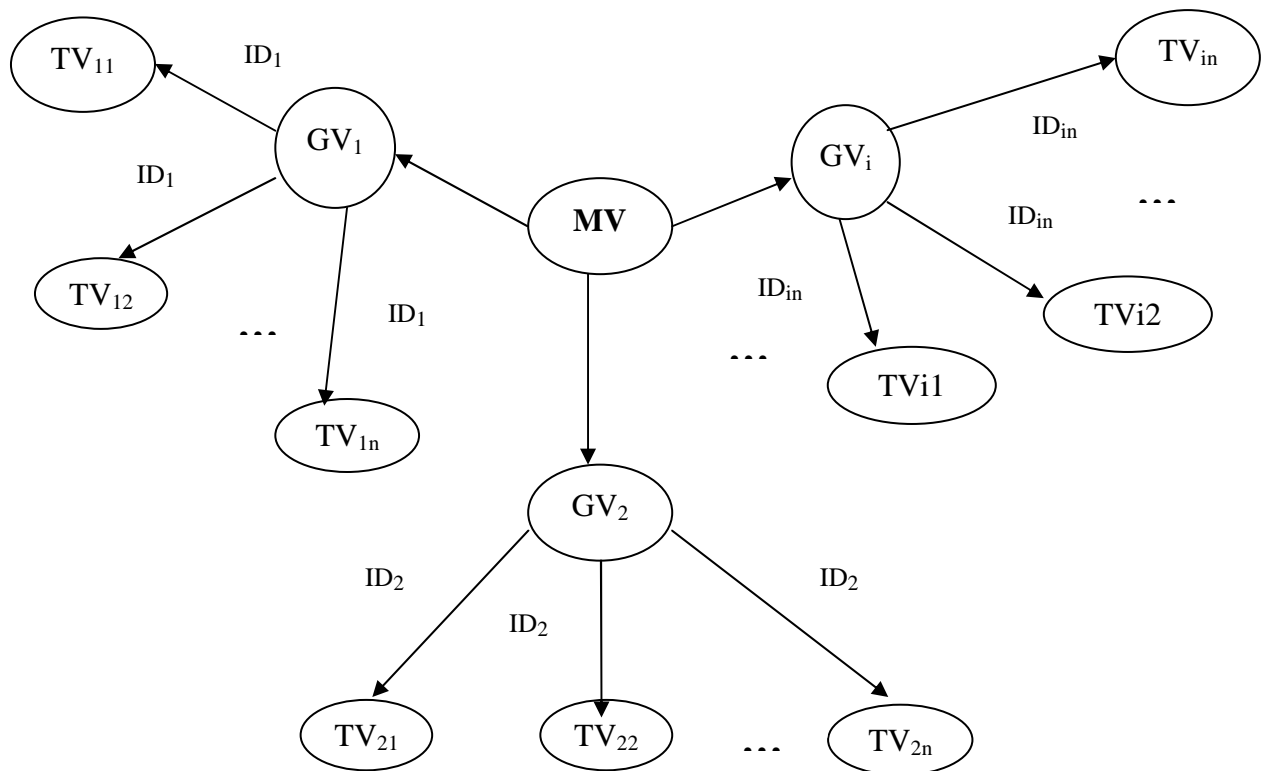 TV₁₁
ID₁
TVᵢₙ
GV₁
GVᵢ
IDᵢₙ
ID₁
MV
...
IDᵢₙ
TV₁₂
IDᵢₙ
ID₁
TVi2
...
...
TVi1
TV₁ₙ
GV₂
ID₂
ID₂
ID₂
TV₂₁
TV₂₂
...
TV₂ₙ